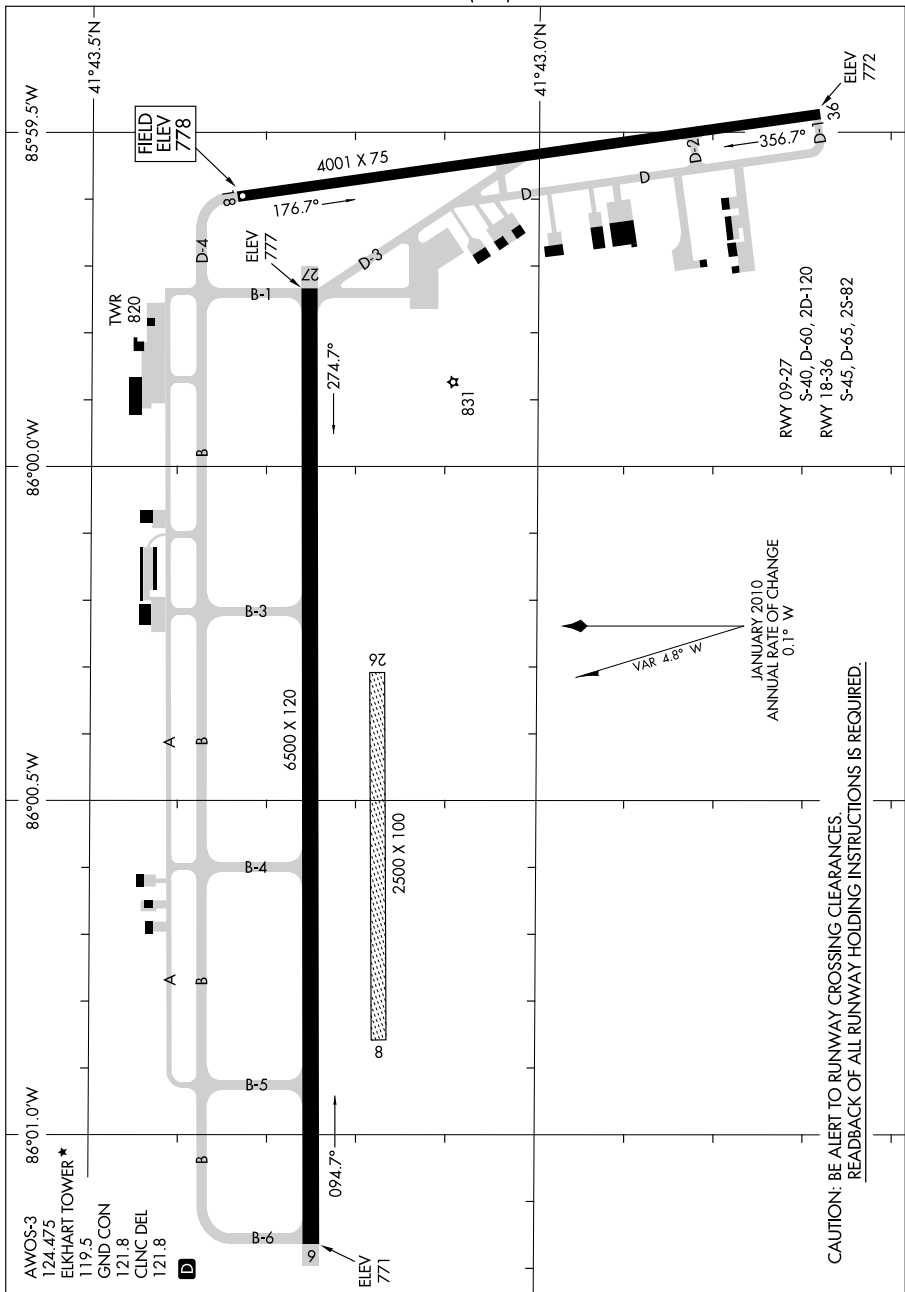 AWOS-3
124.475
ELKHART TOWER★
119.5
GND CON
121.8
CLNC DEL
121.8
D
86°01.0'W
86°00.5'W
86°00.0'W
85°59.5'W
41°43.5'N
41°43.0'N
FIELD
ELEV
778
TWR
820
D-4
18
4001 X 75
176.7°
ELEV
777
A
A
B
B
B
B
B-6
B-5
B-4
B-3
B-1
27
D-3
D
D
D-2
D-1
356.7°
36
ELEV
772
9
6500 X 120
274.7°
094.7°
ELEV
771
8
2500 X 100
26
831
RWY 09-27
S-40, D-60, 2D-120
RWY 18-36
S-45, D-65, 2S-82
VAR 4.8° W
JANUARY 2010
ANNUAL RATE OF CHANGE
0.1° W
CAUTION: BE ALERT TO RUNWAY CROSSING CLEARANCES.
READBACK OF ALL RUNWAY HOLDING INSTRUCTIONS IS REQUIRED.